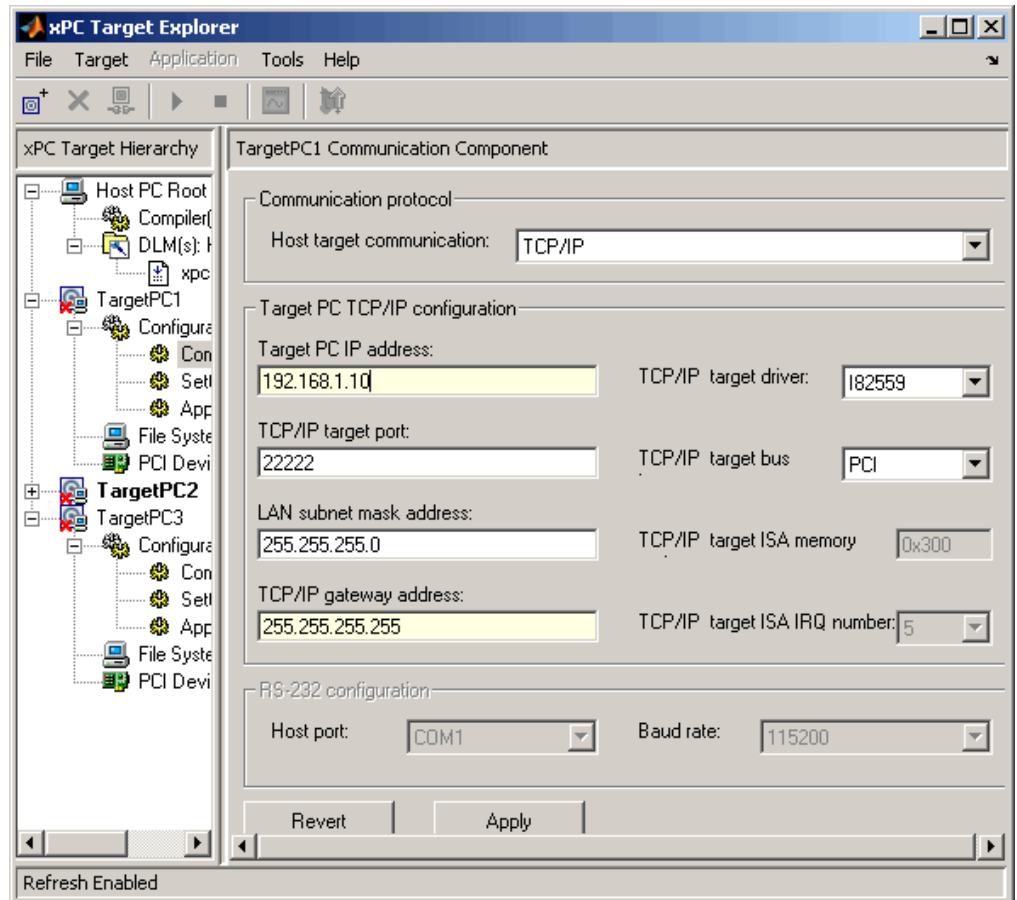 xPC Target Explorer
File Target Application Tools Help
xPC Target Hierarchy
TargetPC1 Communication Component
Host PC Root
Compiler(
DLM(s):
xpc
TargetPC1
Configura
Con
Sett
App
File Syste
PCI Devi
TargetPC2
TargetPC3
Configura
Con
Sett
App
File Syste
PCI Devi
Communication protocol
Host target communication: TCP/IP
Target PC TCP/IP configuration
Target PC IP address:
192.168.1.10
TCP/IP target driver: I82559
TCP/IP target port:
22222
TCP/IP target bus PCI
LAN subnet mask address:
255.255.255.0
TCP/IP target ISA memory 0x300
TCP/IP gateway address:
255.255.255.255
TCP/IP target ISA IRQ number: 5
RS-232 configuration
Host port: COM1 Baud rate: 115200
Revert Apply
Refresh Enabled